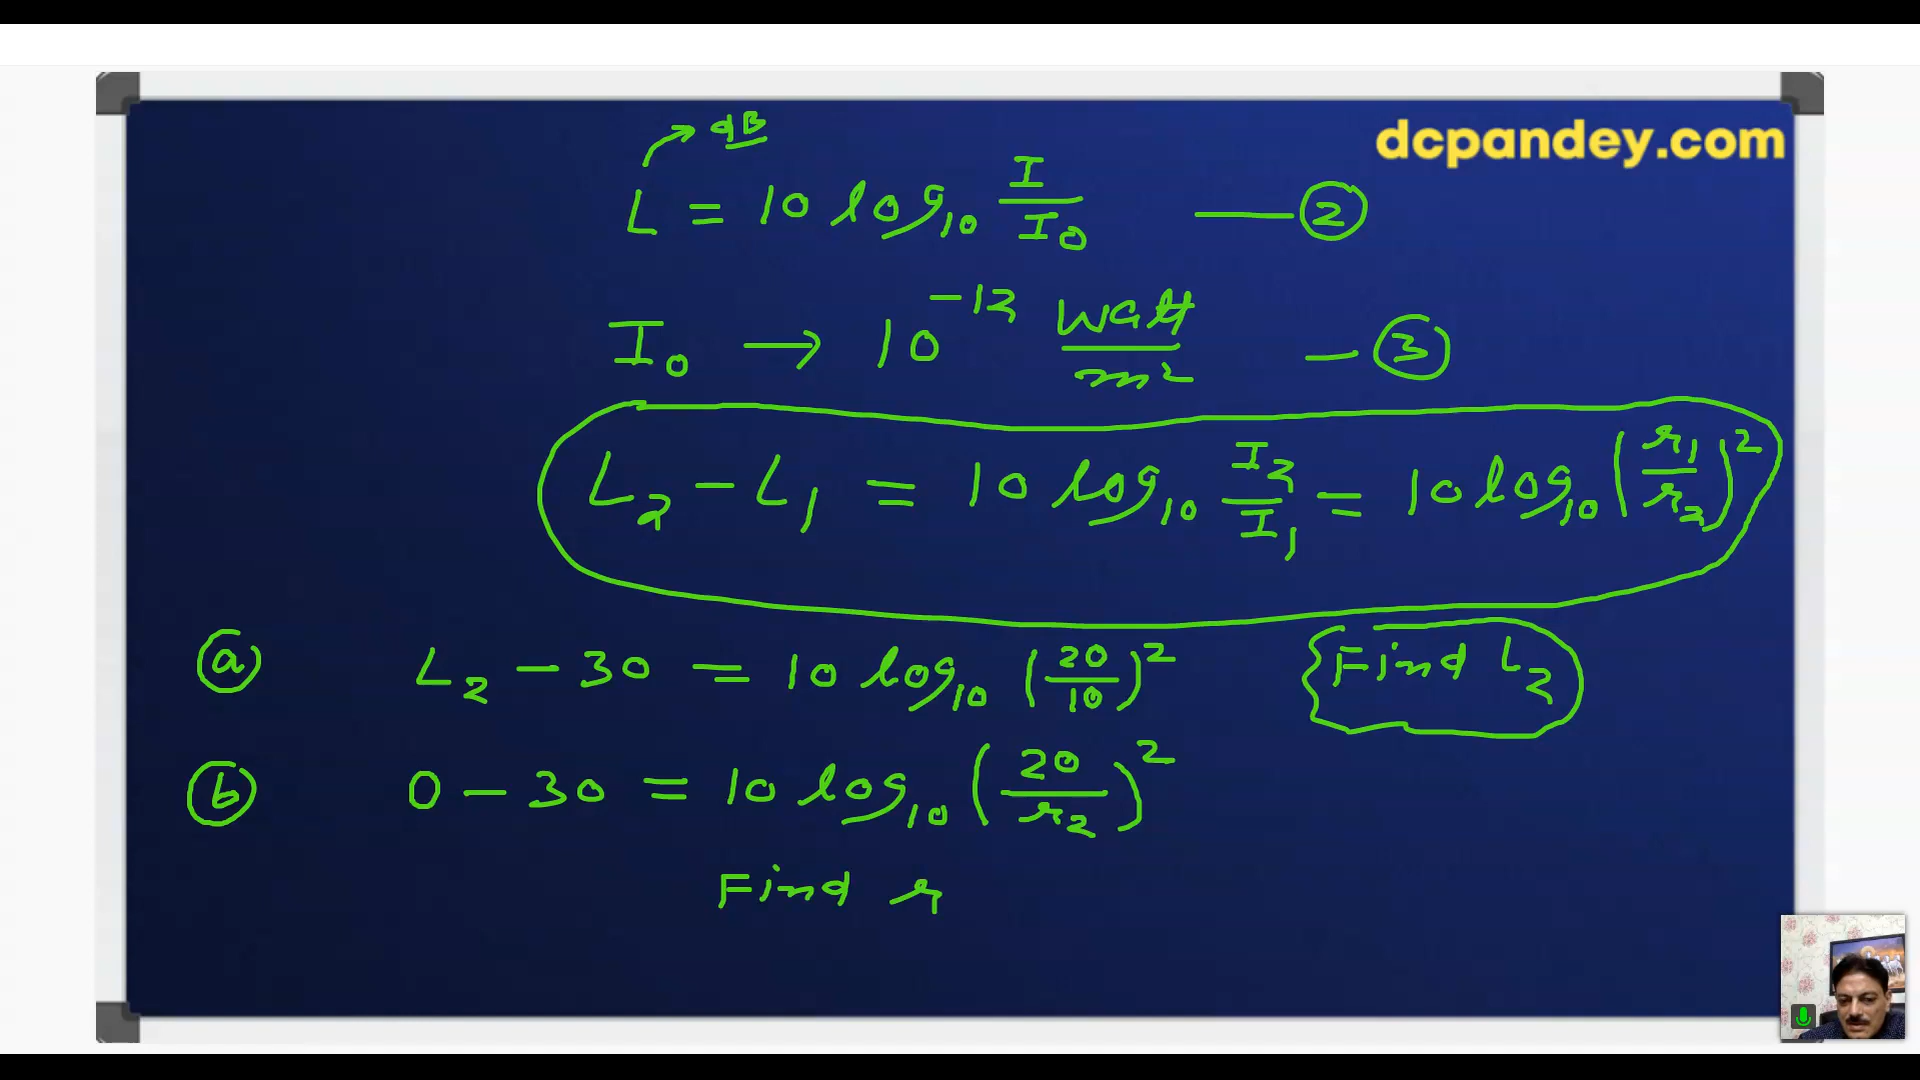 → dB
dcpandey.com
L = 10 log₁₀ I/I₀ —— ②
I₀ → 10⁻¹² watt/m² — ③
L₂ – L₁ = 10 log₁₀ I₂/I₁ = 10 log₁₀ (r₁/r₂)²
ⓐ L₂ – 30 = 10 log₁₀ (20/10)² Find L₂
ⓑ 0 – 30 = 10 log₁₀ (20/r₂)²
Find r